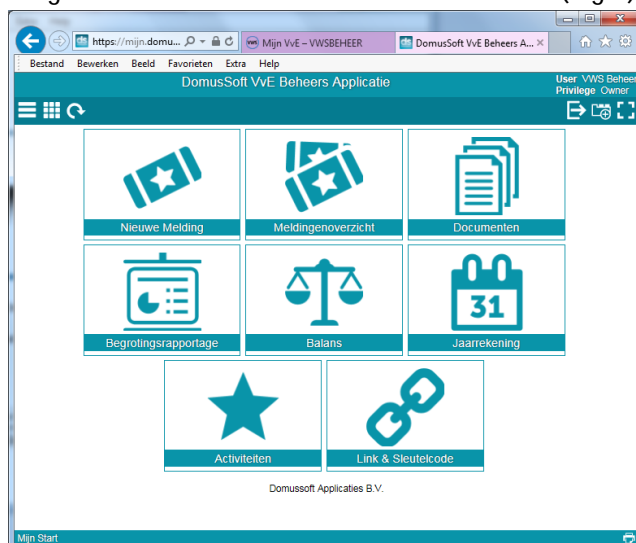 https://mijn.domu...
Mijn VvE – VWSBEHEER
DomusSoft VvE Beheers A...
Bestand Bewerken Beeld Favorieten Extra Help
DomusSoft VvE Beheers Applicatie
User VWS Beheer
Privilege Owner
Nieuwe Melding
Meldingenoverzicht
Documenten
31
Begrotingsrapportage
Balans
Jaarrekening
Activiteiten
Link & Sleutelcode
Domussoft Applicaties B.V.
Mijn Start